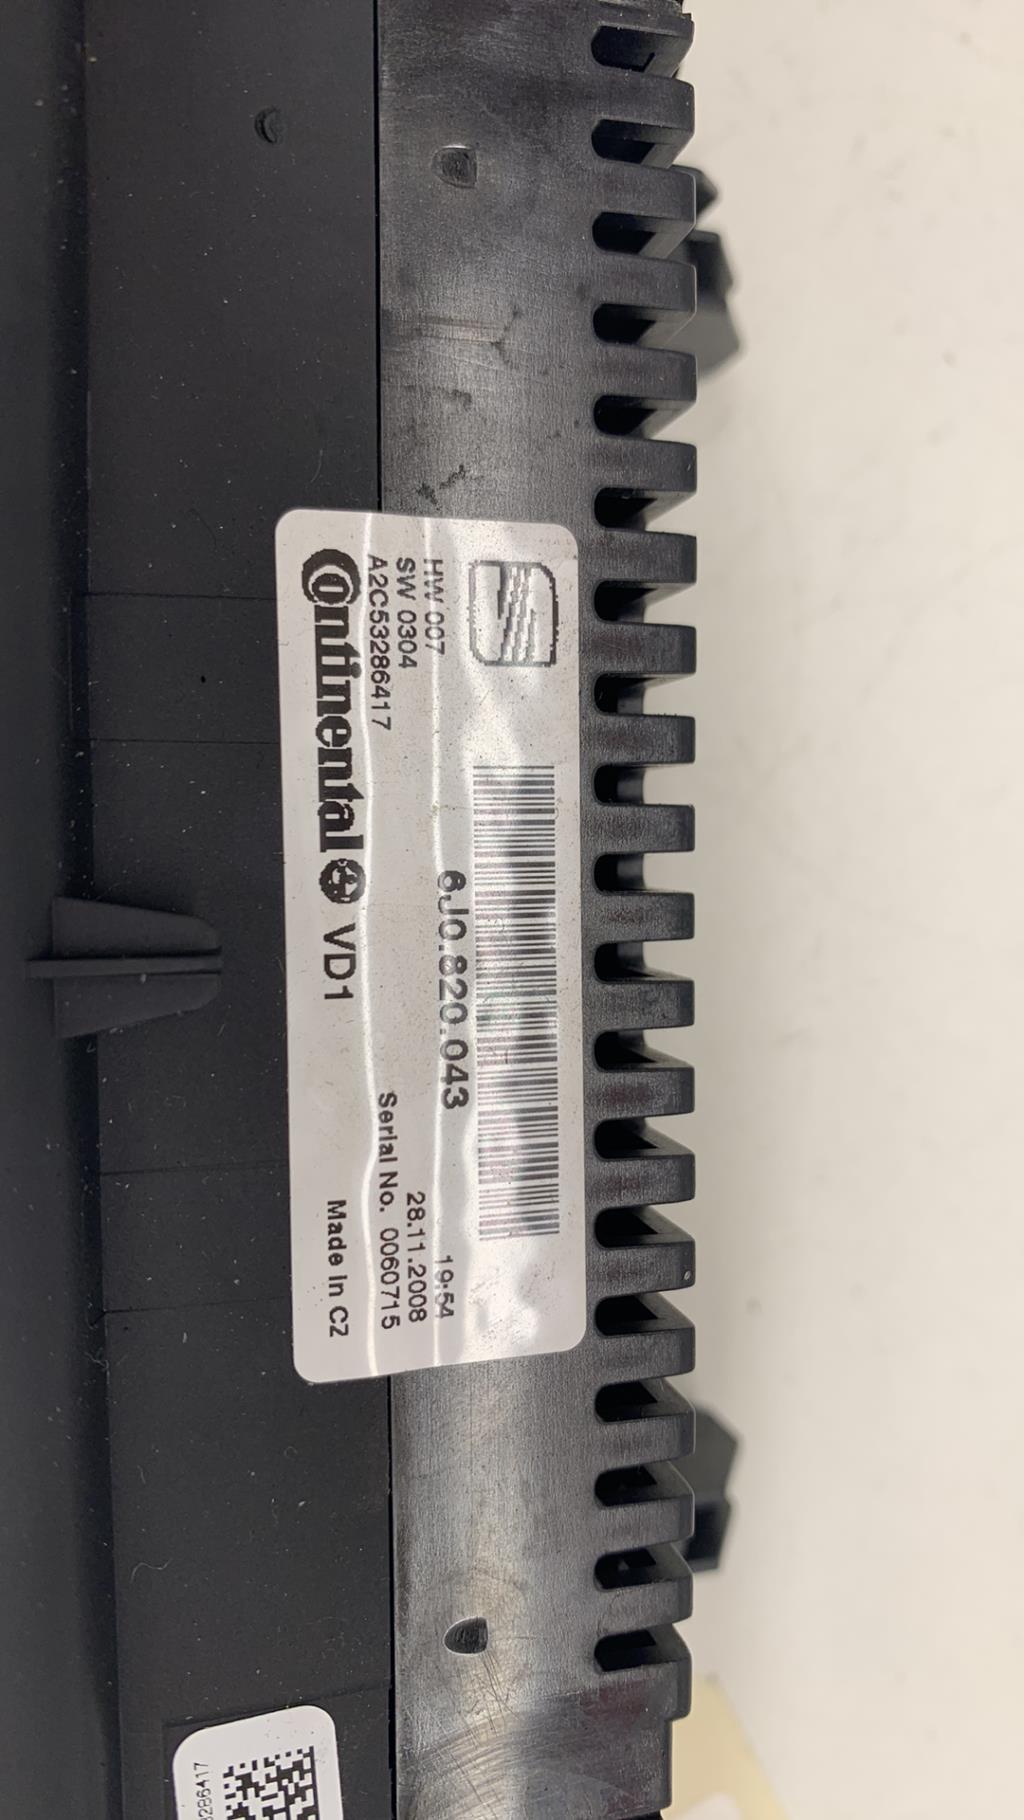 6J0.820.043
HW 007
19:54
SW 0304
28.11.2008
A2C53286417
Serial No. 0060715
Continental VD1
Made in CZ
3286417